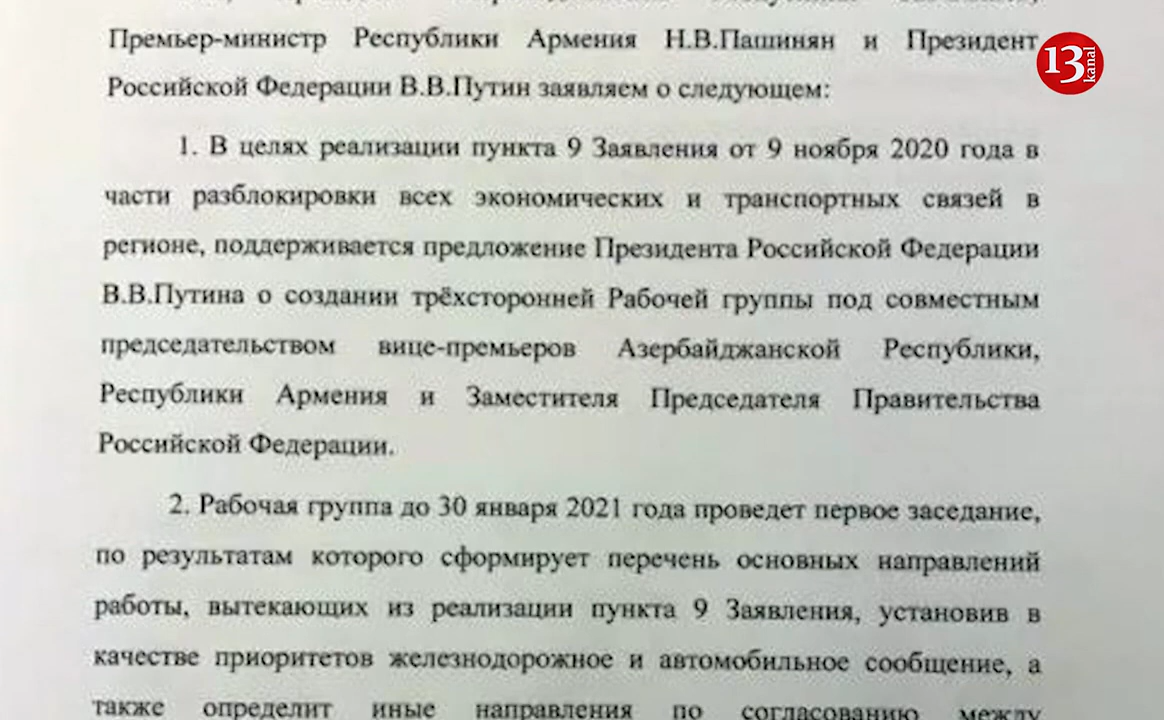 Премьер-министр Республики Армения Н.В.Пашинян и Президент
Российской Федерации В.В.Путин заявляем о следующем:
1. В целях реализации пункта 9 Заявления от 9 ноября 2020 года в
части разблокировки всех экономических и транспортных связей в
регионе, поддерживается предложение Президента Российской Федерации
В.В.Путина о создании трёхсторонней Рабочей группы под совместным
председательством вице-премьеров Азербайджанской Республики,
Республики Армения и Заместителя Председателя Правительства
Российской Федерации.
2. Рабочая группа до 30 января 2021 года проведет первое заседание,
по результатам которого сформирует перечень основных направлений
работы, вытекающих из реализации пункта 9 Заявления, установив в
качестве приоритетов железнодорожное и автомобильное сообщение, а
также определит иные направления по согласованию между
13 kanal